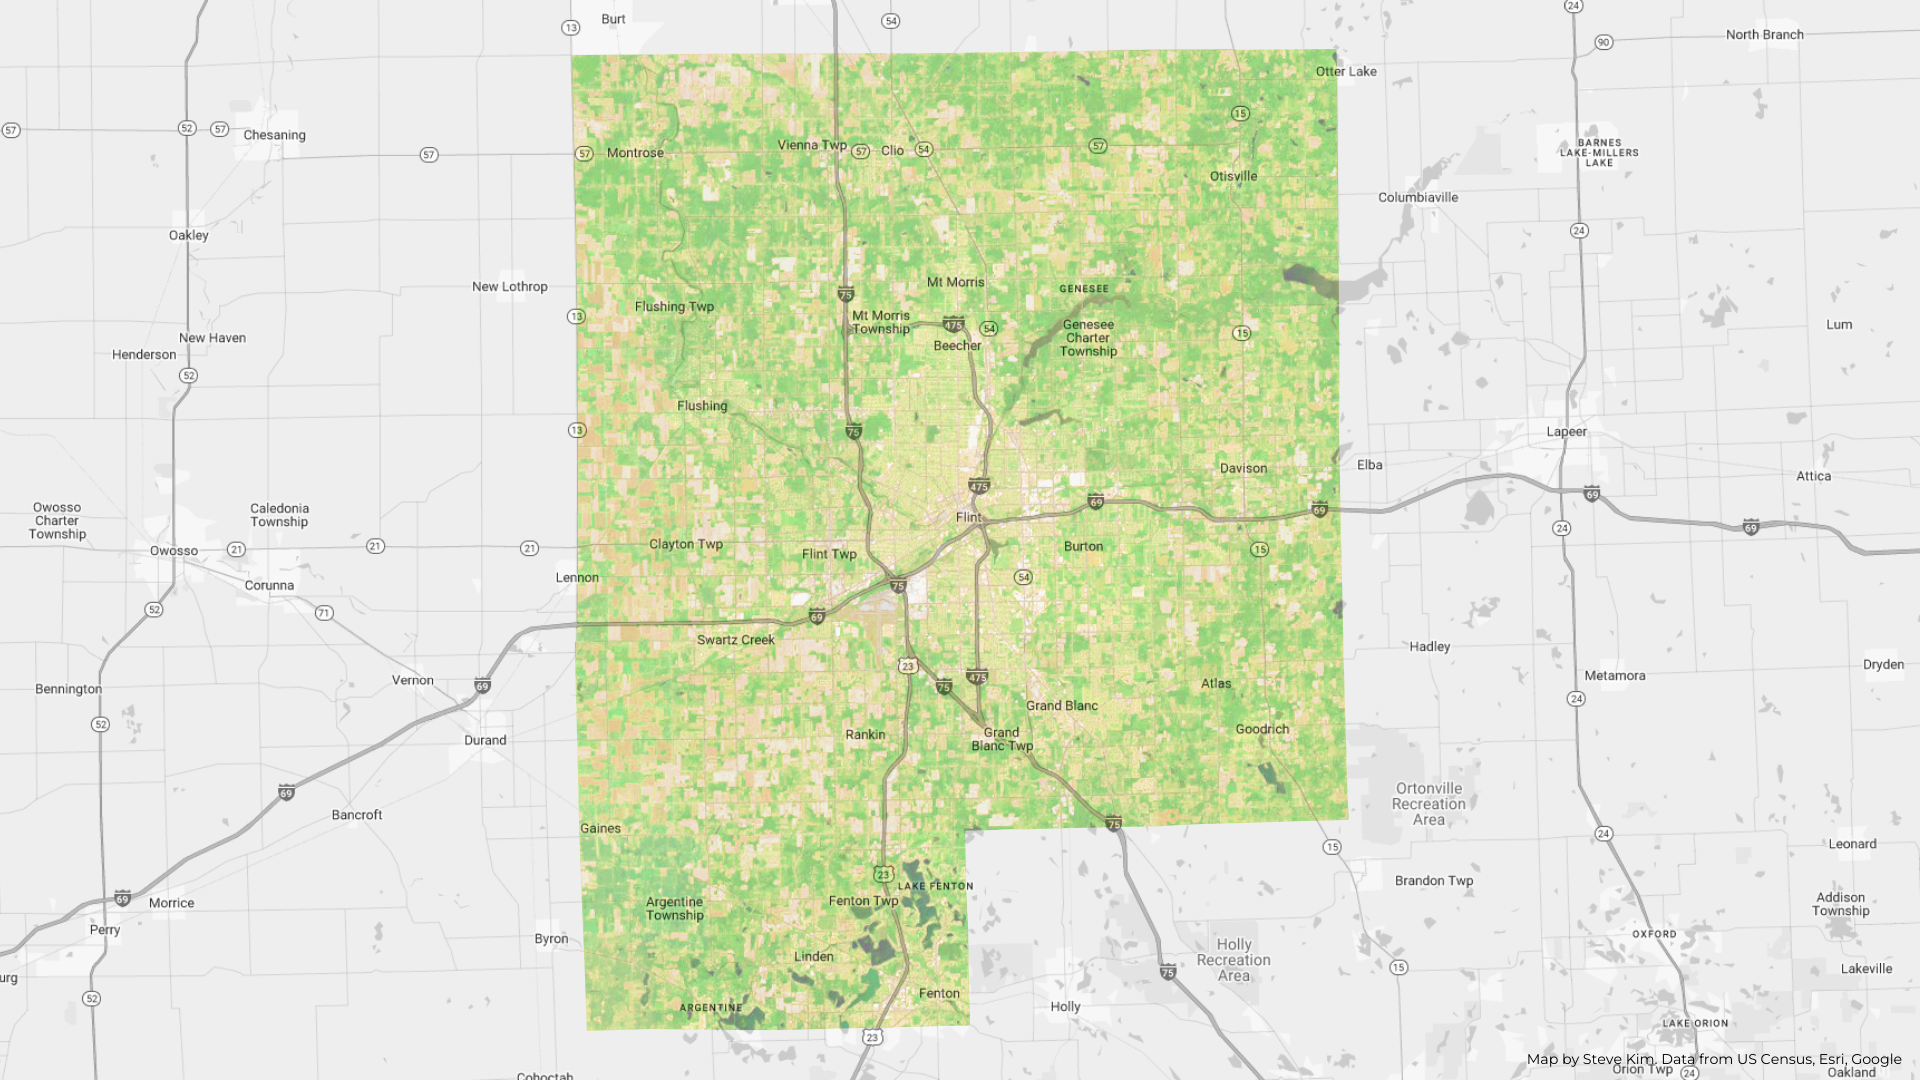 Burt
13
54
24
90
North Branch
Otter Lake
57
52
57
Chesaning
57
57
Montrose
Vienna Twp
57
Clio
54
57
15
BARNES
LAKE-MILLERS
LAKE
Otisville
Columbiaville
Oakley
24
New Lothrop
Mt Morris
GENESEE
75
Flushing Twp
13
Mt Morris
Township
475
54
Genesee
Charter
Township
15
Lum
New Haven
Henderson
Beecher
52
Flushing
13
75
Lapeer
Davison
Elba
Attica
475
69
69
69
69
Owosso
Charter
Township
Caledonia
Township
Flint
24
Owosso
21
21
21
Clayton Twp
Flint Twp
Burton
15
Lennon
Corunna
75
54
52
71
69
Swartz Creek
Hadley
23
Dryden
Bennington
Vernon
69
75
475
Atlas
Metamora
24
52
Durand
Rankin
Grand Blanc
Grand
Blanc Twp
Goodrich
69
Ortonville
Recreation
Area
Bancroft
Gaines
75
24
15
Leonard
23
LAKE FENTON
Brandon Twp
69
Morrice
Argentine
Township
Fenton Twp
Addison
Township
Perry
Byron
OXFORD
Holly
Recreation
Area
Linden
75
15
Lakeville
urg
52
Fenton
ARGENTINE
Holly
23
LAKE ORION
Map by Steve Kim. Data from US Census, Esri, Google
Orion Twp
24
Oakland
Cohoctah